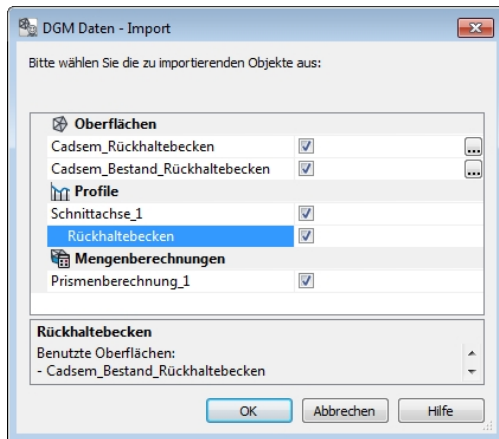 DGM Daten - Import
Bitte wählen Sie die zu importierenden Objekte aus:
Oberflächen
Cadsem_Rückhaltebecken ...
Cadsem_Bestand_Rückhaltebecken ...
Profile
Schnittachse_1
Rückhaltebecken
Mengenberechnungen
Prismenberechnung_1
Rückhaltebecken
Benutzte Oberflächen:
- Cadsem_Bestand_Rückhaltebecken
OK Abbrechen Hilfe